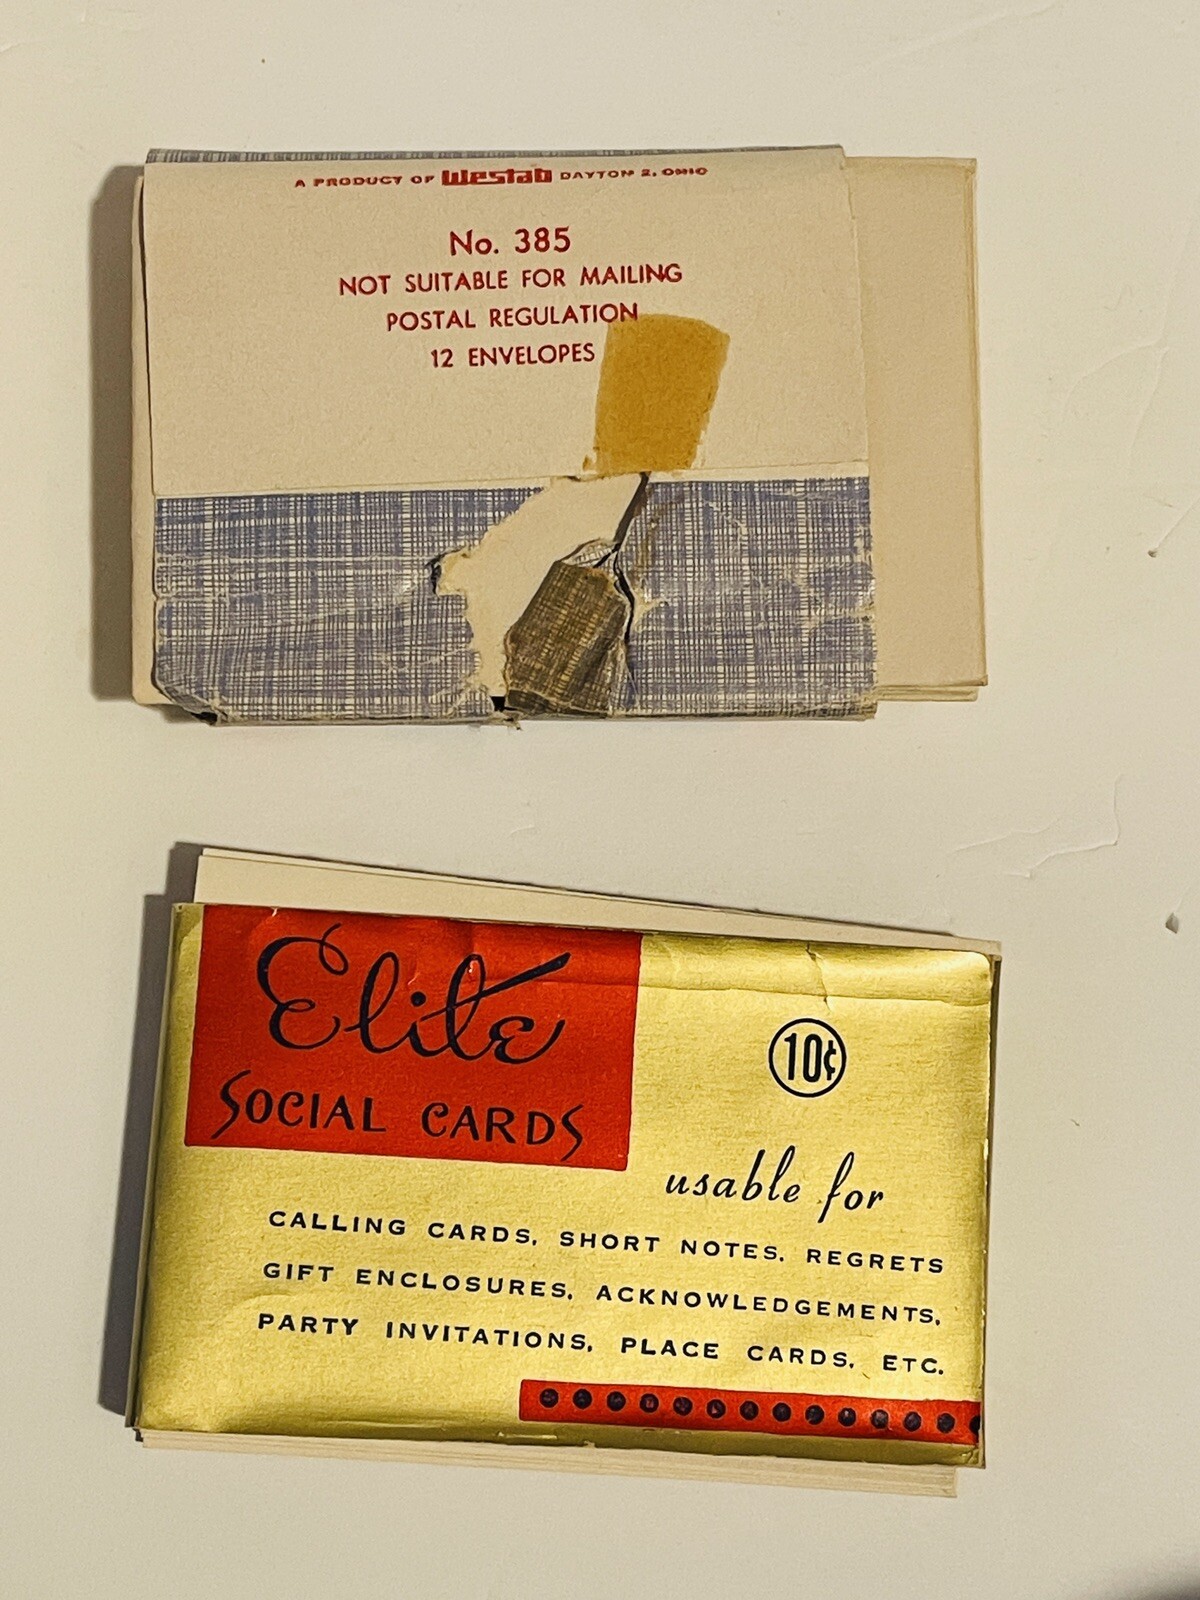 A PRODUCT OF Westab DAYTON 2, OHIO
No. 385
NOT SUITABLE FOR MAILING
POSTAL REGULATION
12 ENVELOPES
Elite
SOCIAL CARDS
10¢
usable for
CALLING CARDS, SHORT NOTES, REGRETS
GIFT ENCLOSURES, ACKNOWLEDGEMENTS,
PARTY INVITATIONS, PLACE CARDS, ETC.